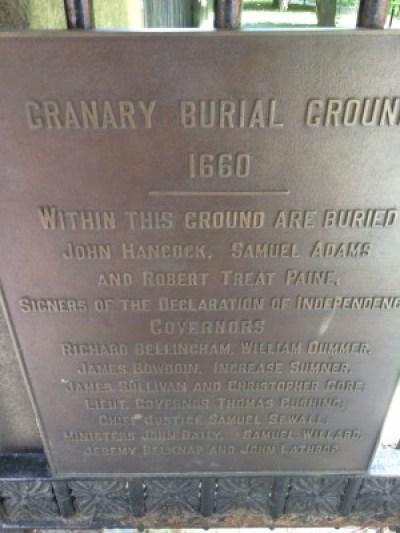 GRANARY BURIAL GROUN
1660
WITHIN THIS GROUND ARE BURIED
JOHN HANCOCK, SAMUEL ADAMS
AND ROBERT TREAT PAINE,
SIGNERS OF THE DECLARATION OF INDEPENDENC
GOVERNORS
RICHARD BELLINGHAM, WILLIAM DUMMER,
JAMES BOWDOIN, INCREASE SUMNER,
JAMES SULLIVAN AND CHRISTOPHER GORE,
LIEUT. GOVERNOR THOMAS CUSHING,
CHIEF JUSTICE SAMUEL SEWALL,
MINISTERS JOHN BAILY, SAMUEL WILLARD,
JEREMY BELKNAP AND JOHN LATHROP.